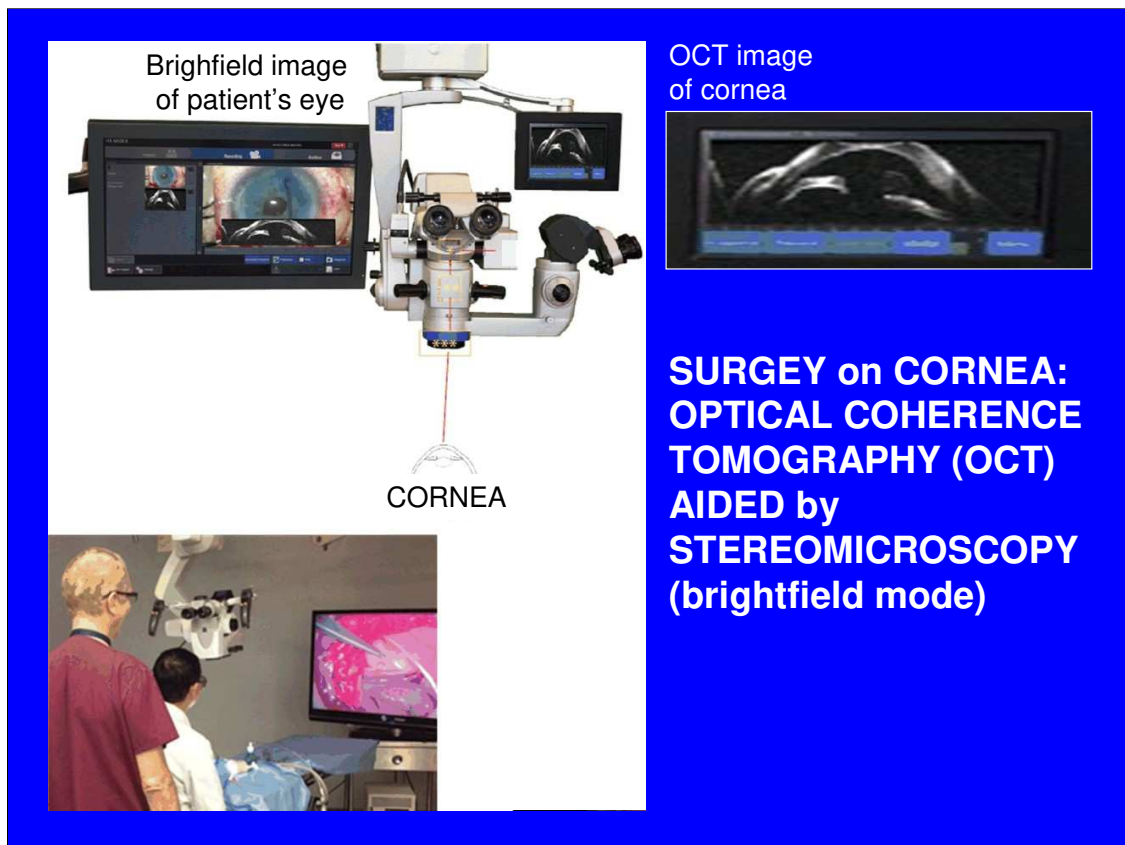 Brighfield image
of patient's eye
OCT image
of cornea
SURGEY on CORNEA:
OPTICAL COHERENCE
TOMOGRAPHY (OCT)
AIDED by
STEREOMICROSCOPY
(brightfield mode)
CORNEA